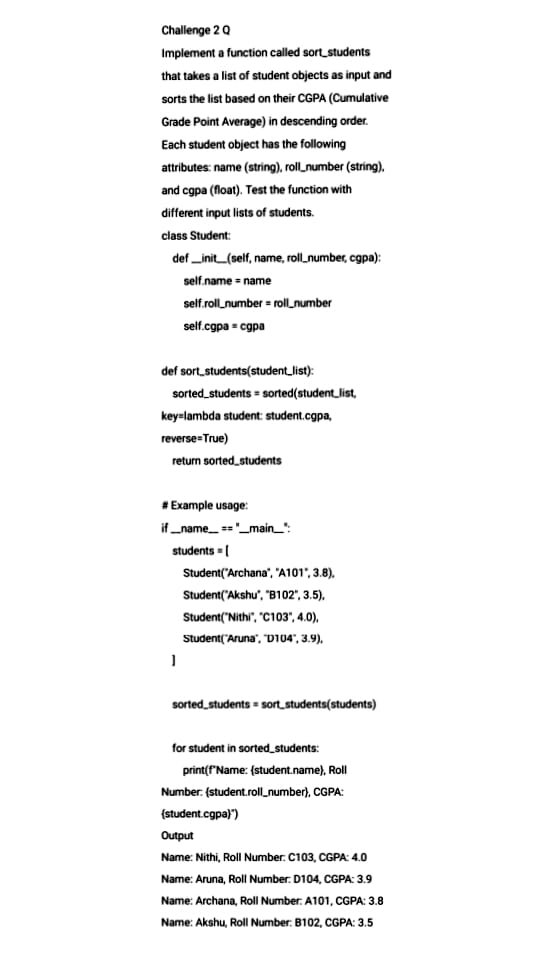 Challenge 2 Q
Implement a function called sort_students
that takes a list of student objects as input and
sorts the list based on their CGPA (Cumulative
Grade Point Average) in descending order.
Each student object has the following
attributes: name (string), roll_number (string),
and cgpa (float). Test the function with
different input lists of students.
class Student:
def __init__(self, name, roll_number, cgpa):
self.name = name
self.roll_number = roll_number
self.cgpa = cgpa
def sort_students(student_list):
sorted_students = sorted(student_list,
key=lambda student: student.cgpa,
reverse=True)
return sorted_students
# Example usage:
if __name__ == "__main__":
students = [
Student("Archana", "A101", 3.8),
Student("Akshu", "B102", 3.5),
Student("Nithi", "C103", 4.0),
Student("Aruna", "D104", 3.9),
]
sorted_students = sort_students(students)
for student in sorted_students:
print(f"Name: {student.name}, Roll
Number: {student.roll_number}, CGPA:
{student.cgpa}")
Output
Name: Nithi, Roll Number: C103, CGPA: 4.0
Name: Aruna, Roll Number: D104, CGPA: 3.9
Name: Archana, Roll Number: A101, CGPA: 3.8
Name: Akshu, Roll Number: B102, CGPA: 3.5